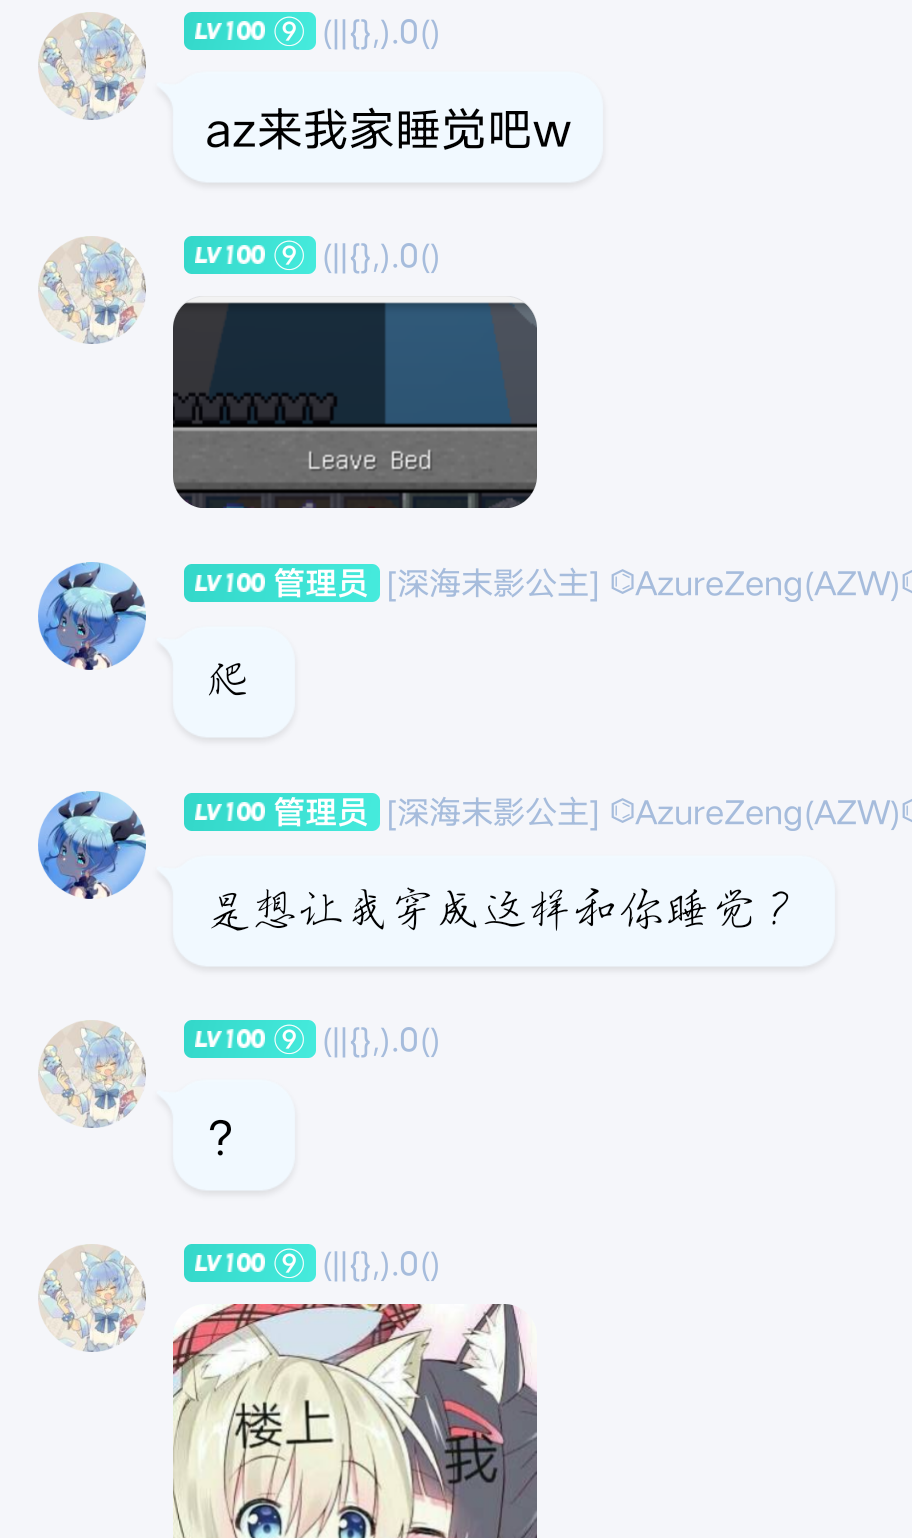 LV100 ⑨ (||{},).0()
az来我家睡觉吧w
LV100 ⑨ (||{},).0()
Leave Bed
LV100 管理员 [深海末影公主] ⌬AzureZeng(AZW)
爬
LV100 管理员 [深海末影公主] ⌬AzureZeng(AZW)
是想让我穿成这样和你睡觉？
LV100 ⑨ (||{},).0()
?
LV100 ⑨ (||{},).0()
楼上
我